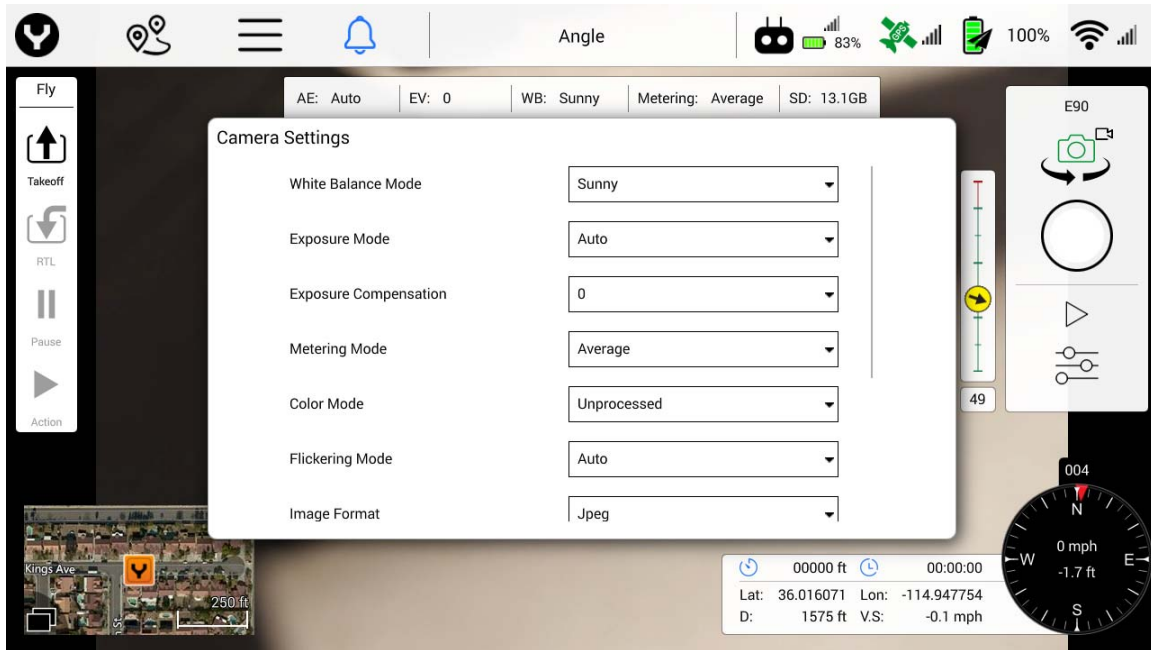 Angle
83%
GPS
100%
Fly
Takeoff
RTL
Pause
Action
AE: Auto EV: 0 WB: Sunny Metering: Average SD: 13.1GB
Camera Settings
White Balance Mode Sunny
Exposure Mode Auto
Exposure Compensation 0
Metering Mode Average
Color Mode Unprocessed
Flickering Mode Auto
Image Format Jpeg
49
E90
Kings Ave
250 ft
00000 ft 00:00:00
Lat: 36.016071 Lon: -114.947754
D: 1575 ft V.S: -0.1 mph
004
N
W E
S
0 mph
-1.7 ft